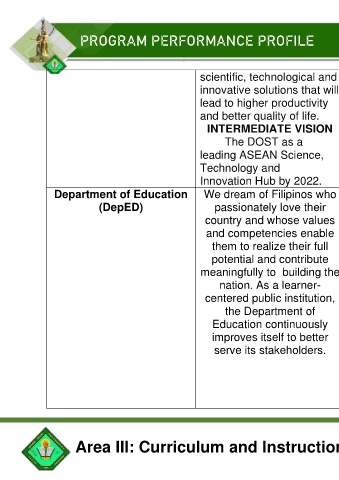 PROGRAM PERFORMANCE PROFILE
scientific, technological and
innovative solutions that will
lead to higher productivity
and better quality of life.
INTERMEDIATE VISION
The DOST as a
leading ASEAN Science,
Technology and
Innovation Hub by 2022.
Department of Education
(DepED)
We dream of Filipinos who
passionately love their
country and whose values
and competencies enable
them to realize their full
potential and contribute
meaningfully to building the
nation. As a learner-
centered public institution,
the Department of
Education continuously
improves itself to better
serve its stakeholders.
Area III: Curriculum and Instruction